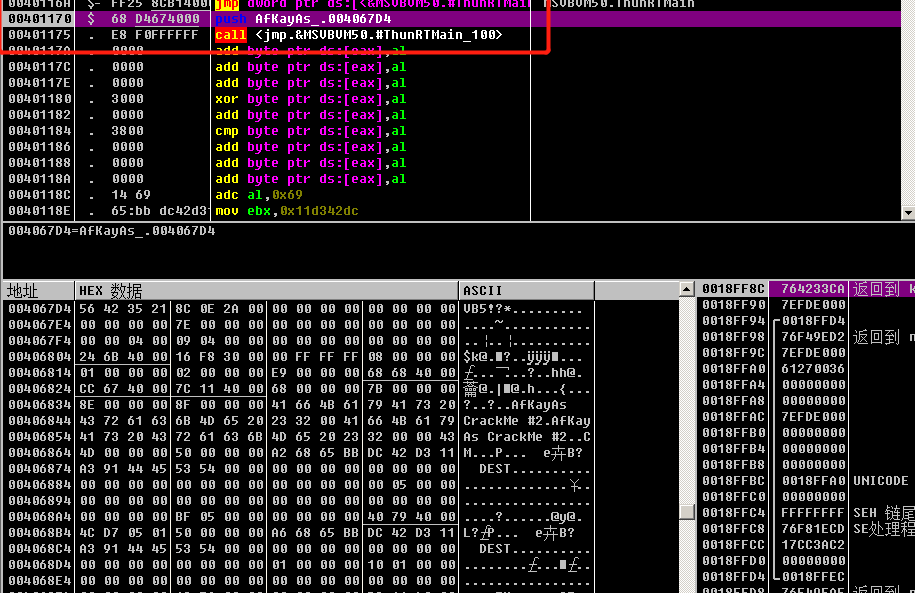 0040116A $- FF25 8CB14000 jmp dword ptr ds:[<&MSVBVM50.#ThunRTMain MSVBVM50.ThunRTMain
00401170 $ 68 D4674000 push AfKayAs_.004067D4
00401175 . E8 F0FFFFFF call <jmp.&MSVBVM50.#ThunRTMain_100>
0040117A . 0000 add byte ptr ds:[eax],al
0040117C . 0000 add byte ptr ds:[eax],al
0040117E . 0000 add byte ptr ds:[eax],al
00401180 . 3000 xor byte ptr ds:[eax],al
00401182 . 0000 add byte ptr ds:[eax],al
00401184 . 3800 cmp byte ptr ds:[eax],al
00401186 . 0000 add byte ptr ds:[eax],al
00401188 . 0000 add byte ptr ds:[eax],al
0040118A . 0000 add byte ptr ds:[eax],al
0040118C . 14 69 adc al,0x69
0040118E . 65:bb dc42d3 mov ebx,0x11d342dc
004067D4=AfKayAs_.004067D4
地址 HEX 数据 ASCII
004067D4 56 42 35 21 8C 0E 2A 00 00 00 00 00 00 00 00 00 VB5!?*.........
004067E4 00 00 00 00 7E 00 00 00 00 00 00 00 00 00 00 00 ....~...........
004067F4 00 00 04 00 09 04 00 00 00 00 00 00 00 00 00 00
00406804 24 6B 40 00 16 F8 30 00 00 FF FF FF 08 00 00 00
00406814 01 00 00 00 02 00 00 00 E9 00 00 00 68 68 40 00
00406824 CC 67 40 00 7C 11 40 00 68 00 00 00 7B 00 00 00
00406834 8E 00 00 00 8F 00 00 00 41 66 4B 61 79 41 73 20 ?..?..AfKayAs
00406844 43 72 61 63 6B 4D 65 20 23 32 00 41 66 4B 61 79 CrackMe #2.AfKay
00406854 41 73 20 43 72 61 63 6B 4D 65 20 23 32 00 00 43 As CrackMe #2..C
00406864 4D 00 00 00 50 00 00 00 A2 68 65 BB DC 42 D3 11 M...P... e卉B?
00406874 A3 91 44 45 53 54 00 00 00 00 00 00 00 00 00 00 DEST..........
00406884 00 00 00 00 00 00 00 00 00 00 00 00 00 05 00 00
00406894 00 00 00 00 00 00 00 00 00 00 00 00 00 00 00 00 ................
004068A4 00 00 00 00 BF 05 00 00 00 00 00 00 40 79 40 00 ....?......@y@.
004068B4 4C D7 05 01 50 00 00 00 A6 68 65 BB DC 42 D3 11
004068C4 A3 91 44 45 53 54 00 00 00 00 00 00 00 00 00 00 DEST..........
004068D4 00 00 00 00 00 00 00 00 01 00 00 00 10 01 00 00
004068E4 00 00 00 00 00 00 00 00 00 00 00 00 00 00 00 00 ................
0018FF8C 764233CA 返回到 k
0018FF90 7EFDE000
0018FF94 0018FFD4
0018FF98 76F49ED2 返回到
0018FF9C 7EFDE000
0018FFA0 61270036
0018FFA4 00000000
0018FFA8 00000000
0018FFAC 7EFDE000
0018FFB0 00000000
0018FFB4 00000000
0018FFB8 00000000
0018FFBC 0018FFA0 UNICODE
0018FFC0 00000000
0018FFC4 FFFFFFFF SEH 链尾
0018FFC8 76F81ECD SE处理程
0018FFCC 17CC3AC2
0018FFD0 00000000
0018FFD4 0018FFEC